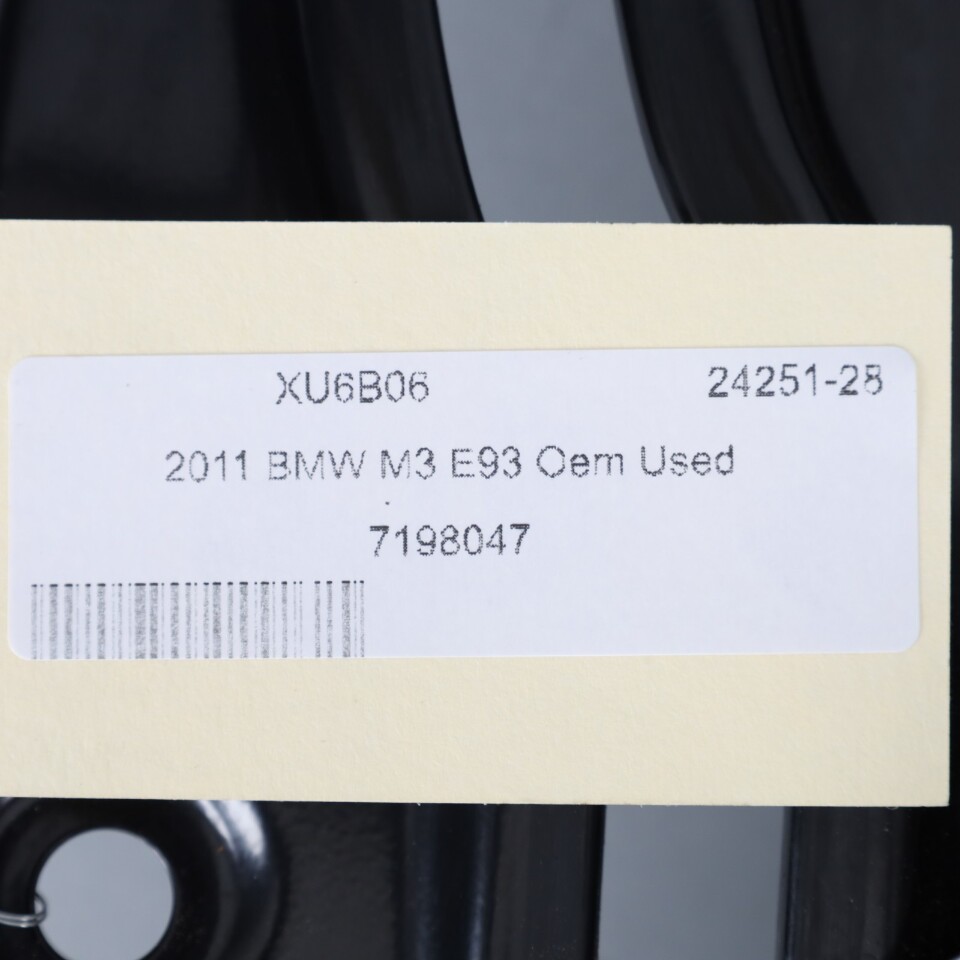 XU6B06 24251-28
2011 BMW M3 E93 Oem Used
7198047